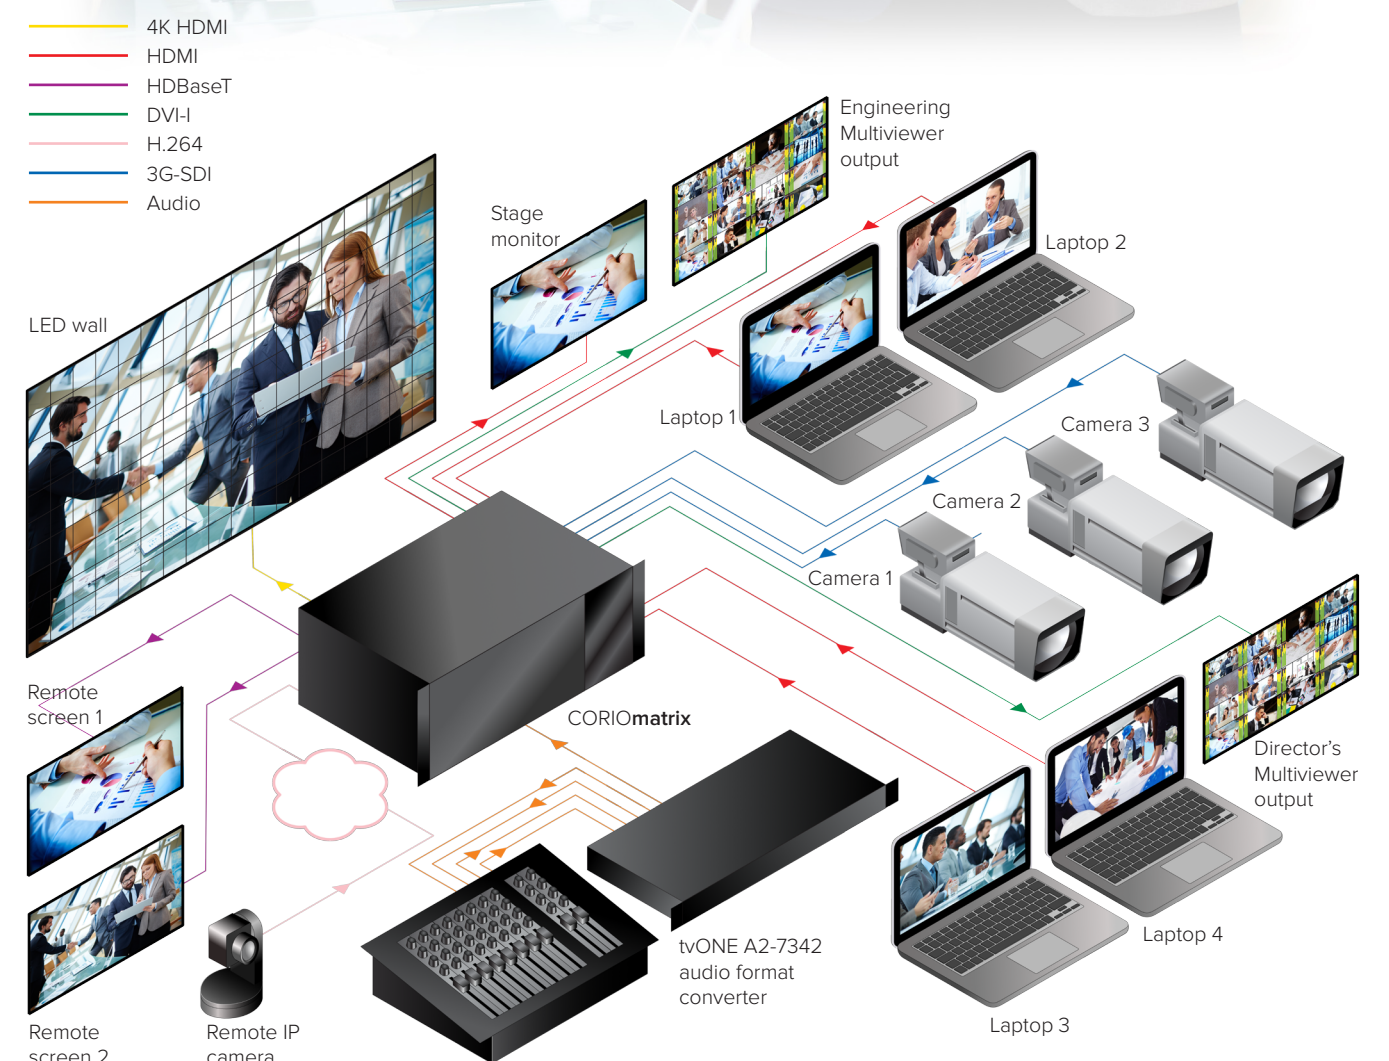 4K HDMI
HDMI
HDBaseT
DVI-I
H.264
3G-SDI
Audio
Engineering
Multiviewer
output
Stage
monitor
Laptop 2
LED wall
Laptop 1
Camera 3
Camera 2
Camera 1
Remote
screen 1
CORIOmatrix
Director's
Multiviewer
output
Laptop 4
tvONE A2-7342
audio format
converter
Laptop 3
Remote
screen 2
Remote IP
camera